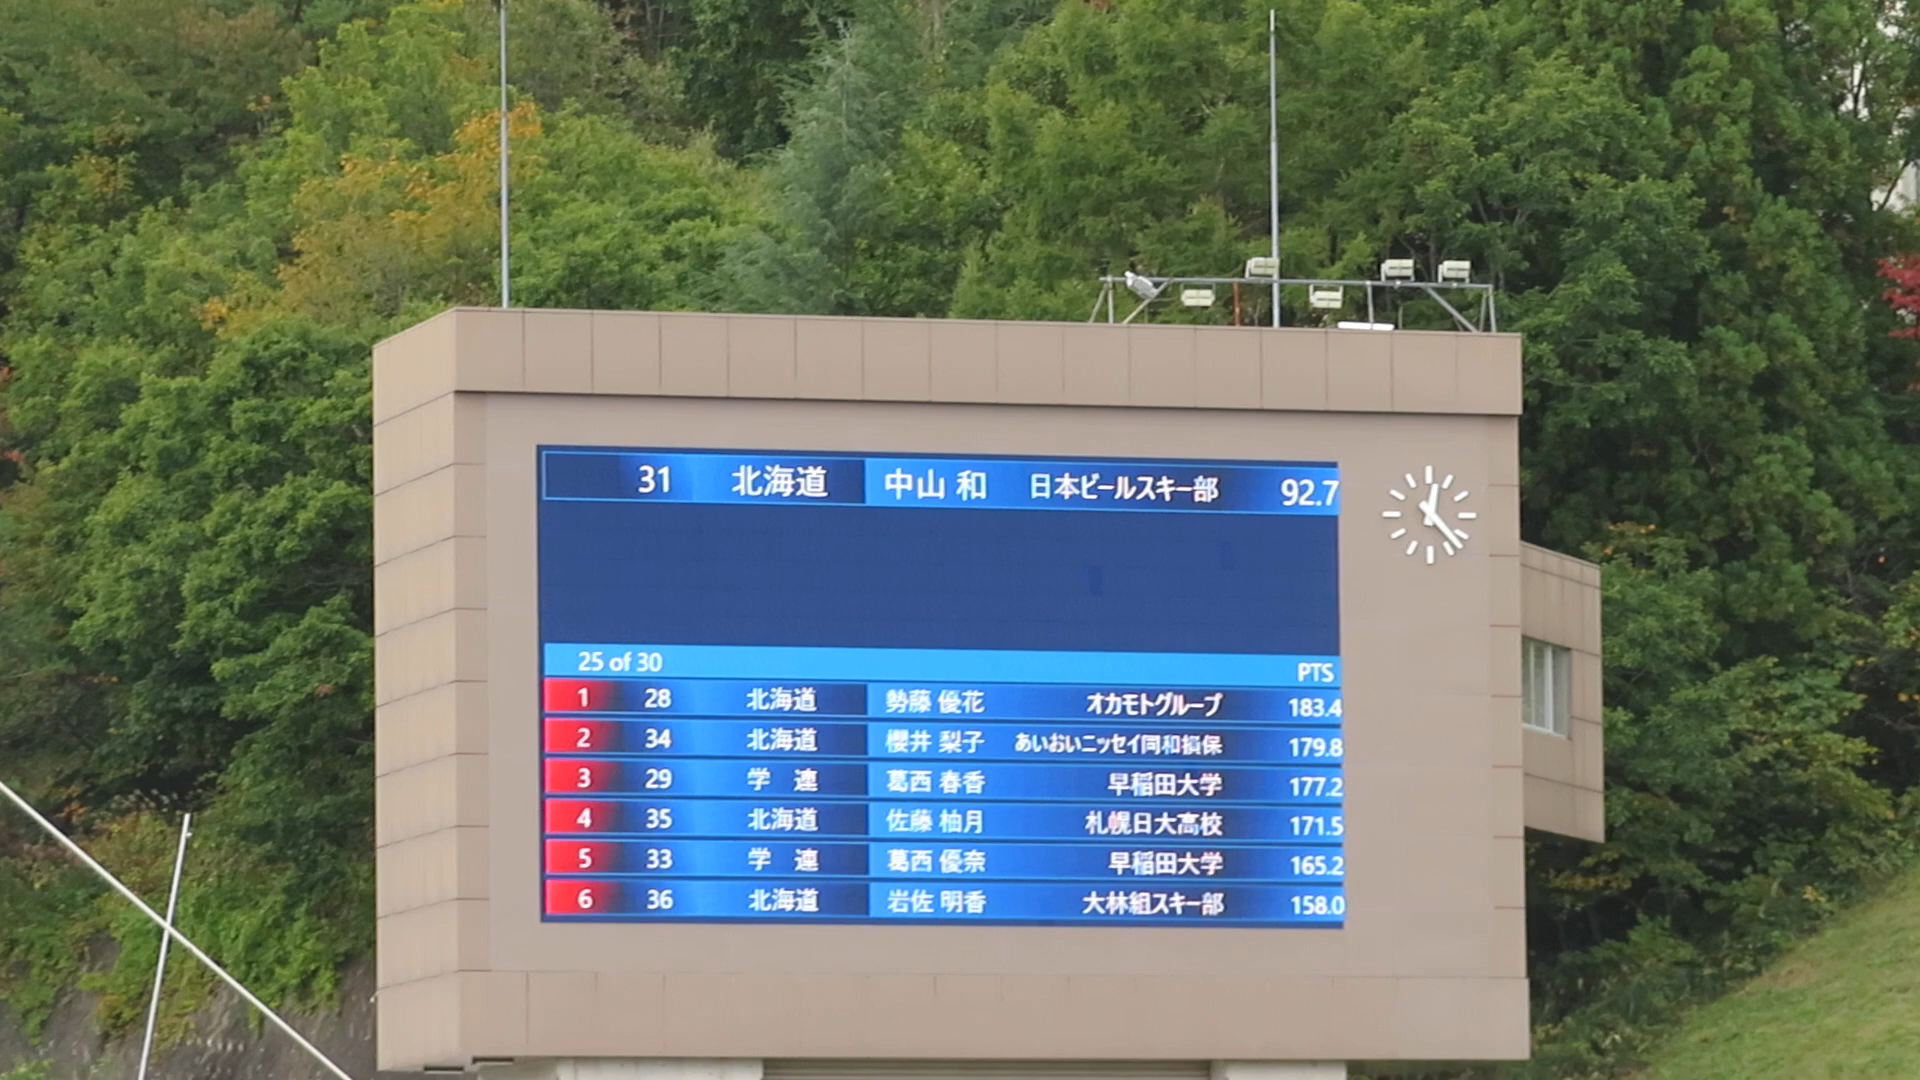 31 北海道 中山 和 日本ビールスキー部 92.7
25 of 30 PTS
1 28 北海道 勢藤 優花 オカモトグループ 183.4
2 34 北海道 櫻井 梨子 あいおいニッセイ同和損保 179.8
3 29 学 連 葛西 春香 早稲田大学 177.2
4 35 北海道 佐藤 柚月 札幌日大高校 171.5
5 33 学 連 葛西 優奈 早稲田大学 165.2
6 36 北海道 岩佐 明香 大林組スキー部 158.0